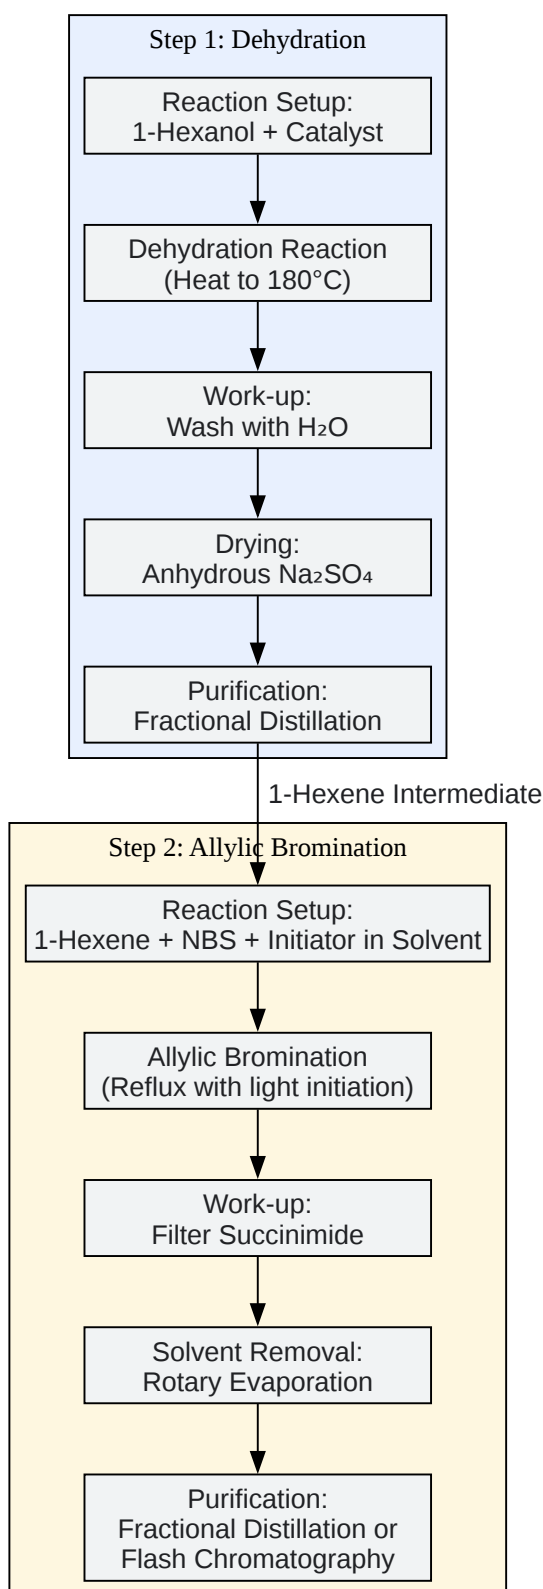 Step 1: Dehydration
Reaction Setup:
1-Hexanol + Catalyst
Dehydration Reaction
(Heat to 180°C)
Work-up:
Wash with H₂O
Drying:
Anhydrous Na₂SO₄
Purification:
Fractional Distillation
1-Hexene Intermediate
Step 2: Allylic Bromination
Reaction Setup:
1-Hexene + NBS + Initiator in Solvent
Allylic Bromination
(Reflux with light initiation)
Work-up:
Filter Succinimide
Solvent Removal:
Rotary Evaporation
Purification:
Fractional Distillation or
Flash Chromatography